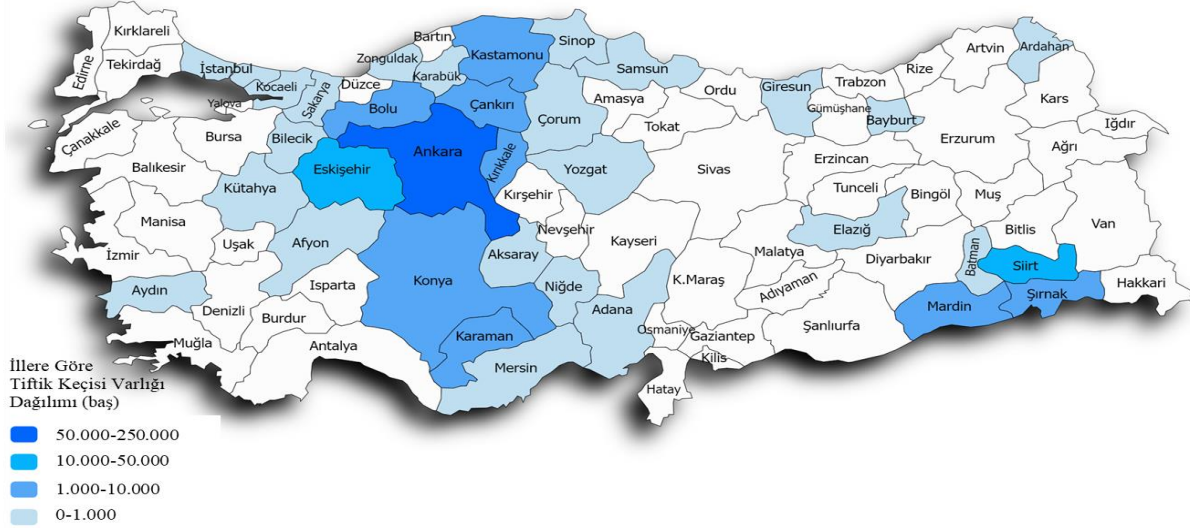 Kırklareli
Edirne
Tekirdağ
İstanbul
Kocaeli
Yalova
Sakarya
Düzce
Zonguldak
Bartın
Karabük
Kastamonu
Sinop
Samsun
Bolu
Çankırı
Çorum
Amasya
Ordu
Tokat
Giresun
Gümüşhane
Trabzon
Rize
Artvin
Ardahan
Kars
Iğdır
Bayburt
Erzurum
Ağrı
Çanakkale
Balıkesir
Bursa
Bilecik
Eskişehir
Ankara
Kırıkkale
Kırşehir
Yozgat
Sivas
Erzincan
Tunceli
Bingöl
Muş
Bitlis
Van
Kütahya
Manisa
İzmir
Uşak
Afyon
Konya
Aksaray
Nevşehir
Kayseri
Niğde
Malatya
Elazığ
Diyarbakır
Batman
Siirt
Şırnak
Hakkari
Mardin
Aydın
Denizli
Isparta
Burdur
Muğla
Antalya
Karaman
Mersin
Adana
Osmaniye
K.Maraş
Adıyaman
Gaziantep
Kilis
Şanlıurfa
Hatay
İllere Göre
Tiftik Keçisi Varlığı
Dağılımı (baş)
50.000-250.000
10.000-50.000
1.000-10.000
0-1.000